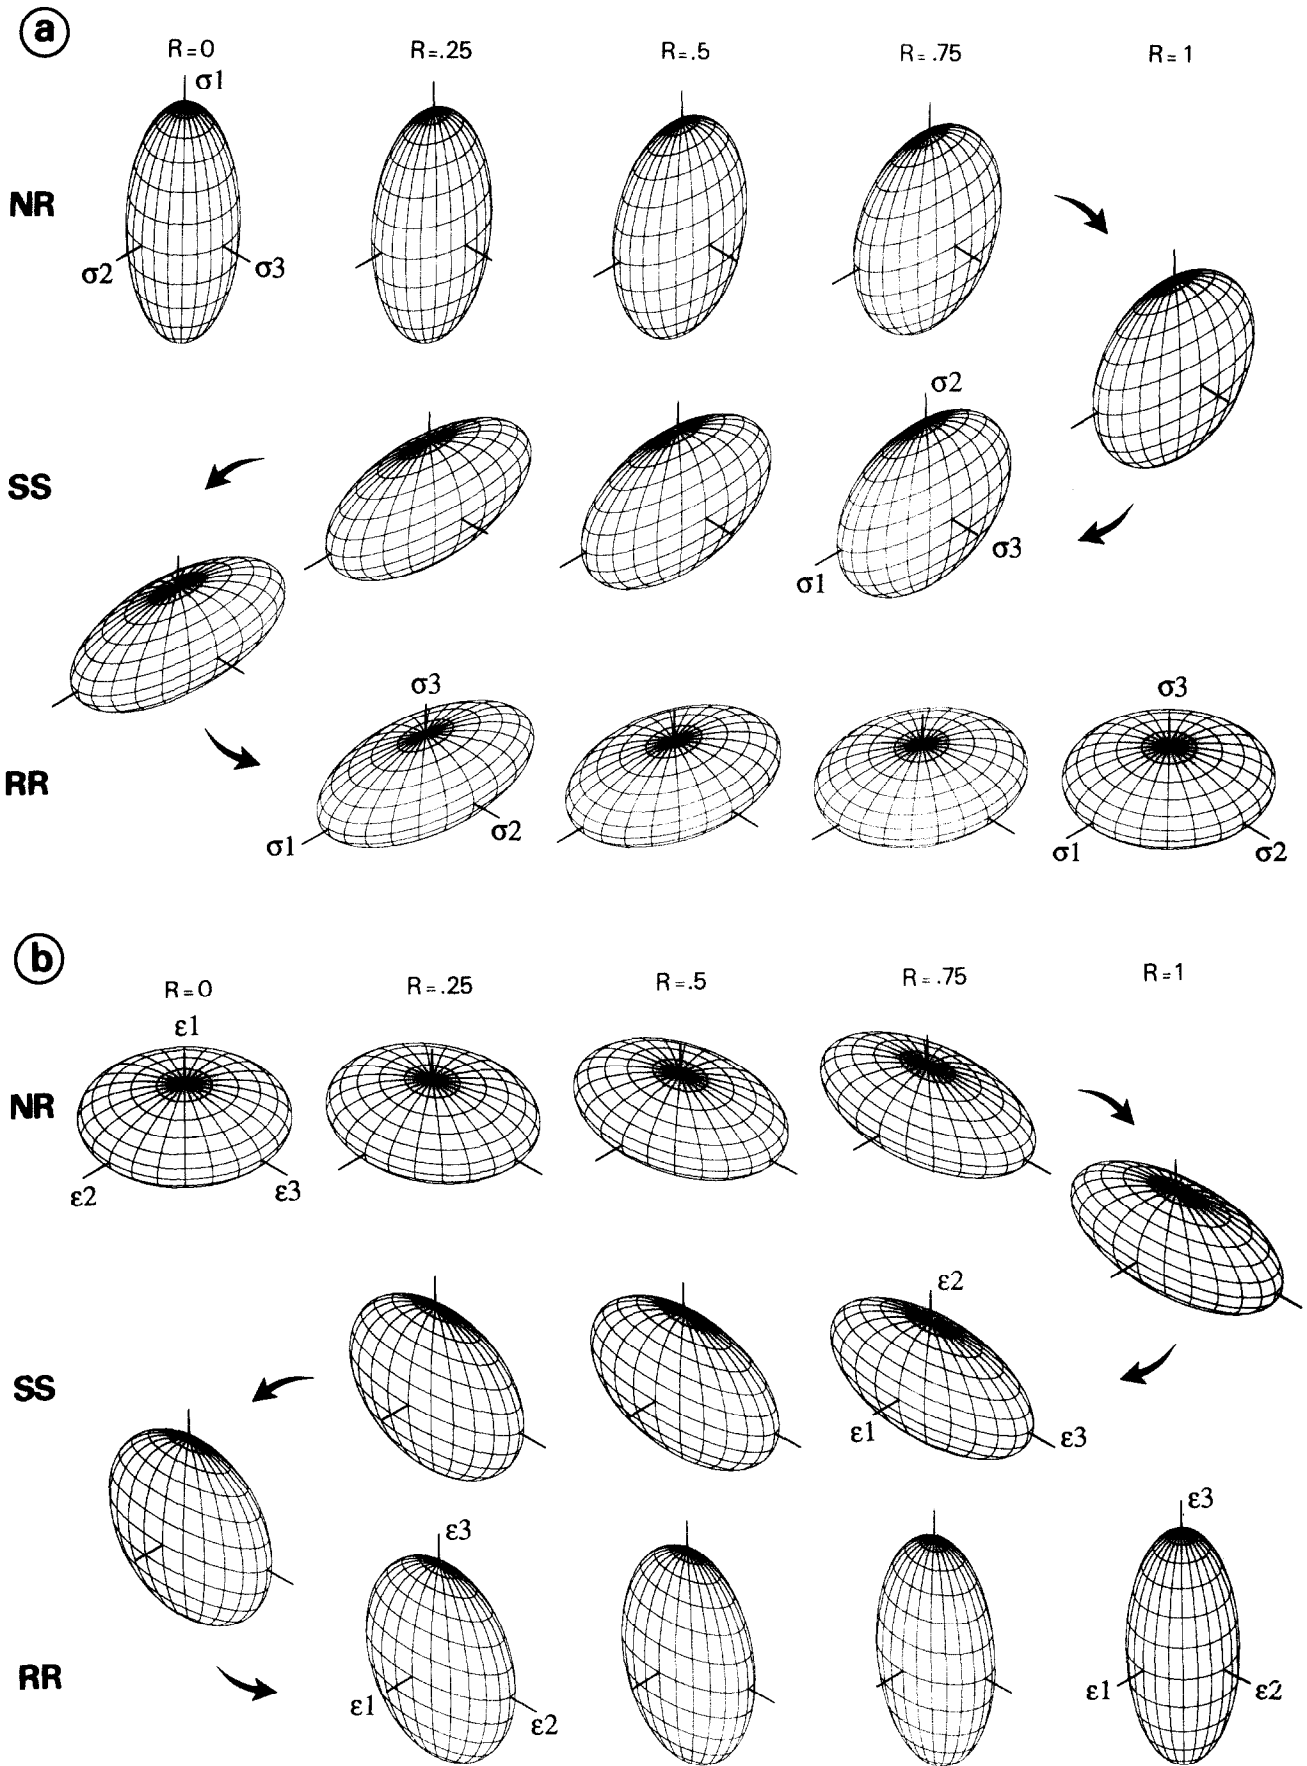 a
R=0 R=.25 R=.5 R=.75 R=1
σ1
NR
σ2 σ3
σ2
SS
σ3
σ1
σ3 σ3
RR
σ1 σ2 σ1 σ2
b
R=0 R=.25 R=.5 R=.75 R=1
ε1
NR
ε2 ε3
ε2
SS
ε1 ε3
ε3 ε3
RR
ε1 ε2 ε1 ε2